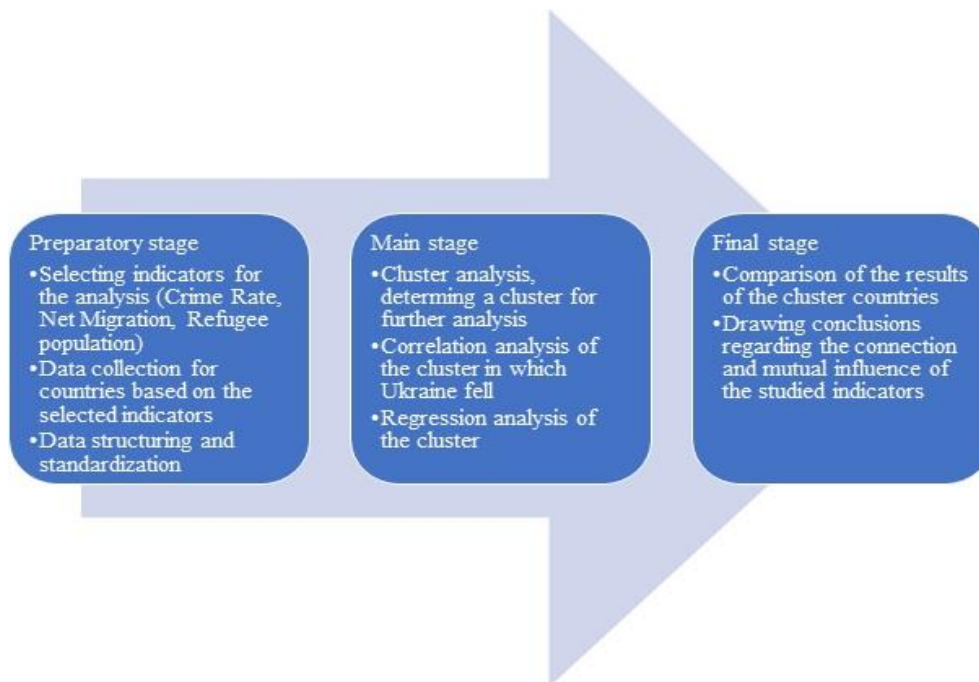 Preparatory stage
•Selecting indicators for
the analysis (Crime Rate,
Net Migration, Refugee
population)
•Data collection for
countries based on the
selected indicators
•Data structuring and
standardization
Main stage
•Cluster analysis,
determing a cluster for
further analysis
•Correlation analysis of
the cluster in which
Ukraine fell
•Regression analysis of
the cluster
Final stage
•Comparison of the results
of the cluster countries
•Drawing conclusions
regarding the connection
and mutual influence of
the studied indicators